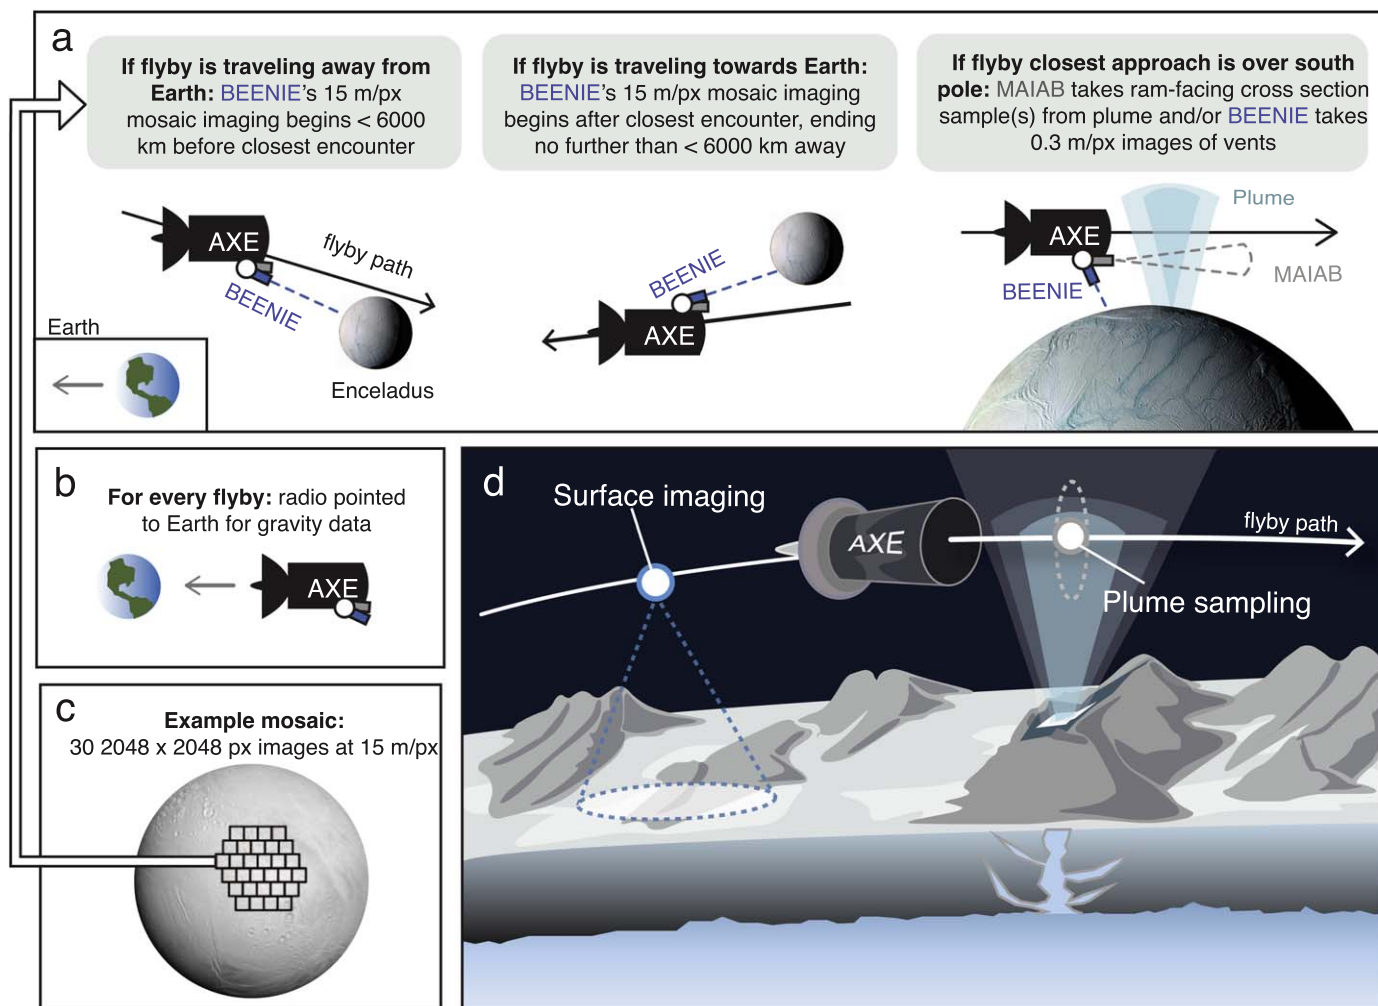 a
If flyby is traveling away from
Earth: BEENIE's 15 m/px
mosaic imaging begins < 6000
km before closest encounter
If flyby is traveling towards Earth:
BEENIE's 15 m/px mosaic imaging
begins after closest encounter, ending
no further than < 6000 km away
If flyby closest approach is over south
pole: MAIAB takes ram-facing cross section
sample(s) from plume and/or BEENIE takes
0.3 m/px images of vents
AXE
flyby path
BEENIE
Enceladus
Earth
BEENIE
AXE
Plume
AXE
MAIAB
BEENIE
b
For every flyby: radio pointed
to Earth for gravity data
AXE
c
Example mosaic:
30 2048 x 2048 px images at 15 m/px
d
Surface imaging
AXE
flyby path
Plume sampling